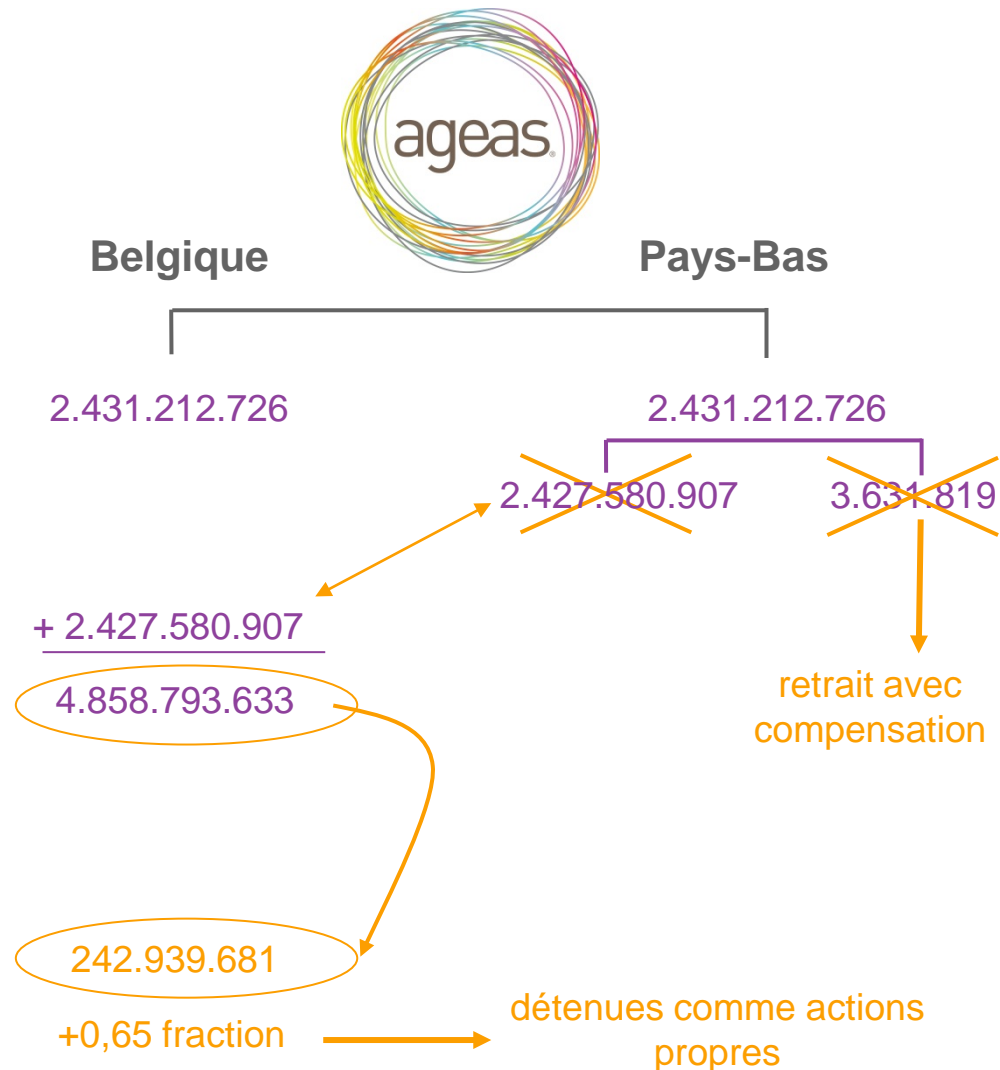 ageas®
Belgique Pays-Bas
2.431.212.726 2.431.212.726
2.427.580.907 3.631.819
+ 2.427.580.907
4.858.793.633
retrait avec
compensation
242.939.681
+0,65 fraction
détenues comme actions
propres